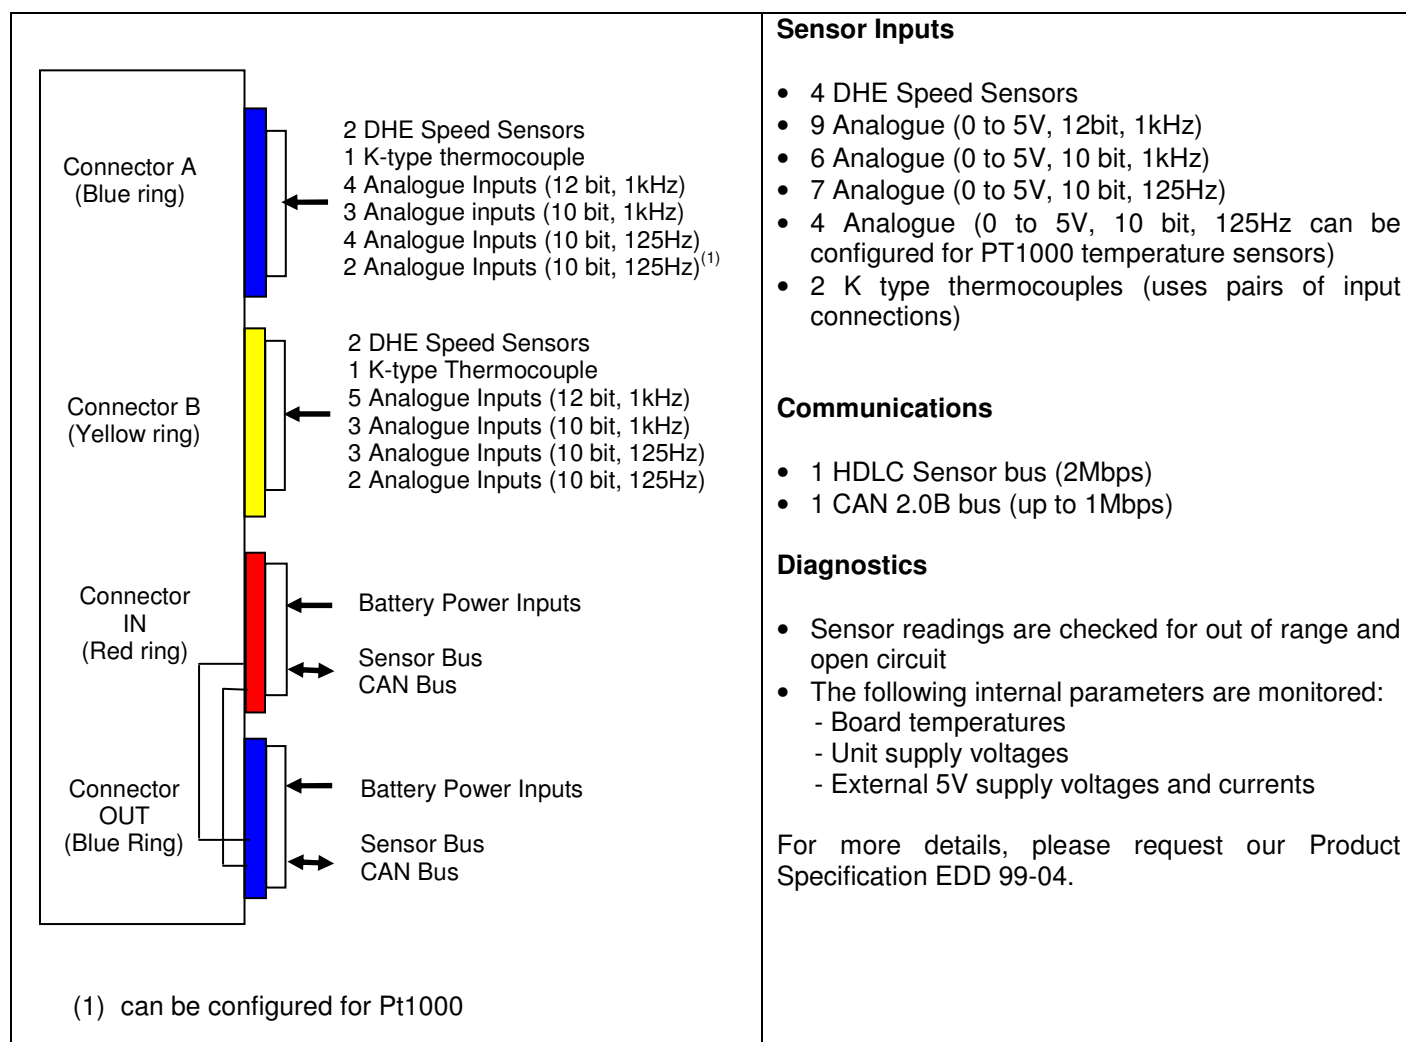 Connector A
(Blue ring)
2 DHE Speed Sensors
1 K-type thermocouple
4 Analogue Inputs (12 bit, 1kHz)
3 Analogue inputs (10 bit, 1kHz)
4 Analogue Inputs (10 bit, 125Hz)
2 Analogue Inputs (10 bit, 125Hz)(1)
Connector B
(Yellow ring)
2 DHE Speed Sensors
1 K-type Thermocouple
5 Analogue Inputs (12 bit, 1kHz)
3 Analogue Inputs (10 bit, 1kHz)
3 Analogue Inputs (10 bit, 125Hz)
2 Analogue Inputs (10 bit, 125Hz)
Connector
IN
(Red ring)
Battery Power Inputs
Sensor Bus
CAN Bus
Connector
OUT
(Blue Ring)
Battery Power Inputs
Sensor Bus
CAN Bus
(1) can be configured for Pt1000
Sensor Inputs
• 4 DHE Speed Sensors
• 9 Analogue (0 to 5V, 12bit, 1kHz)
• 6 Analogue (0 to 5V, 10 bit, 1kHz)
• 7 Analogue (0 to 5V, 10 bit, 125Hz)
• 4 Analogue (0 to 5V, 10 bit, 125Hz can be
configured for PT1000 temperature sensors)
• 2 K type thermocouples (uses pairs of input
connections)
Communications
• 1 HDLC Sensor bus (2Mbps)
• 1 CAN 2.0B bus (up to 1Mbps)
Diagnostics
• Sensor readings are checked for out of range and
open circuit
• The following internal parameters are monitored:
- Board temperatures
- Unit supply voltages
- External 5V supply voltages and currents
For more details, please request our Product
Specification EDD 99-04.